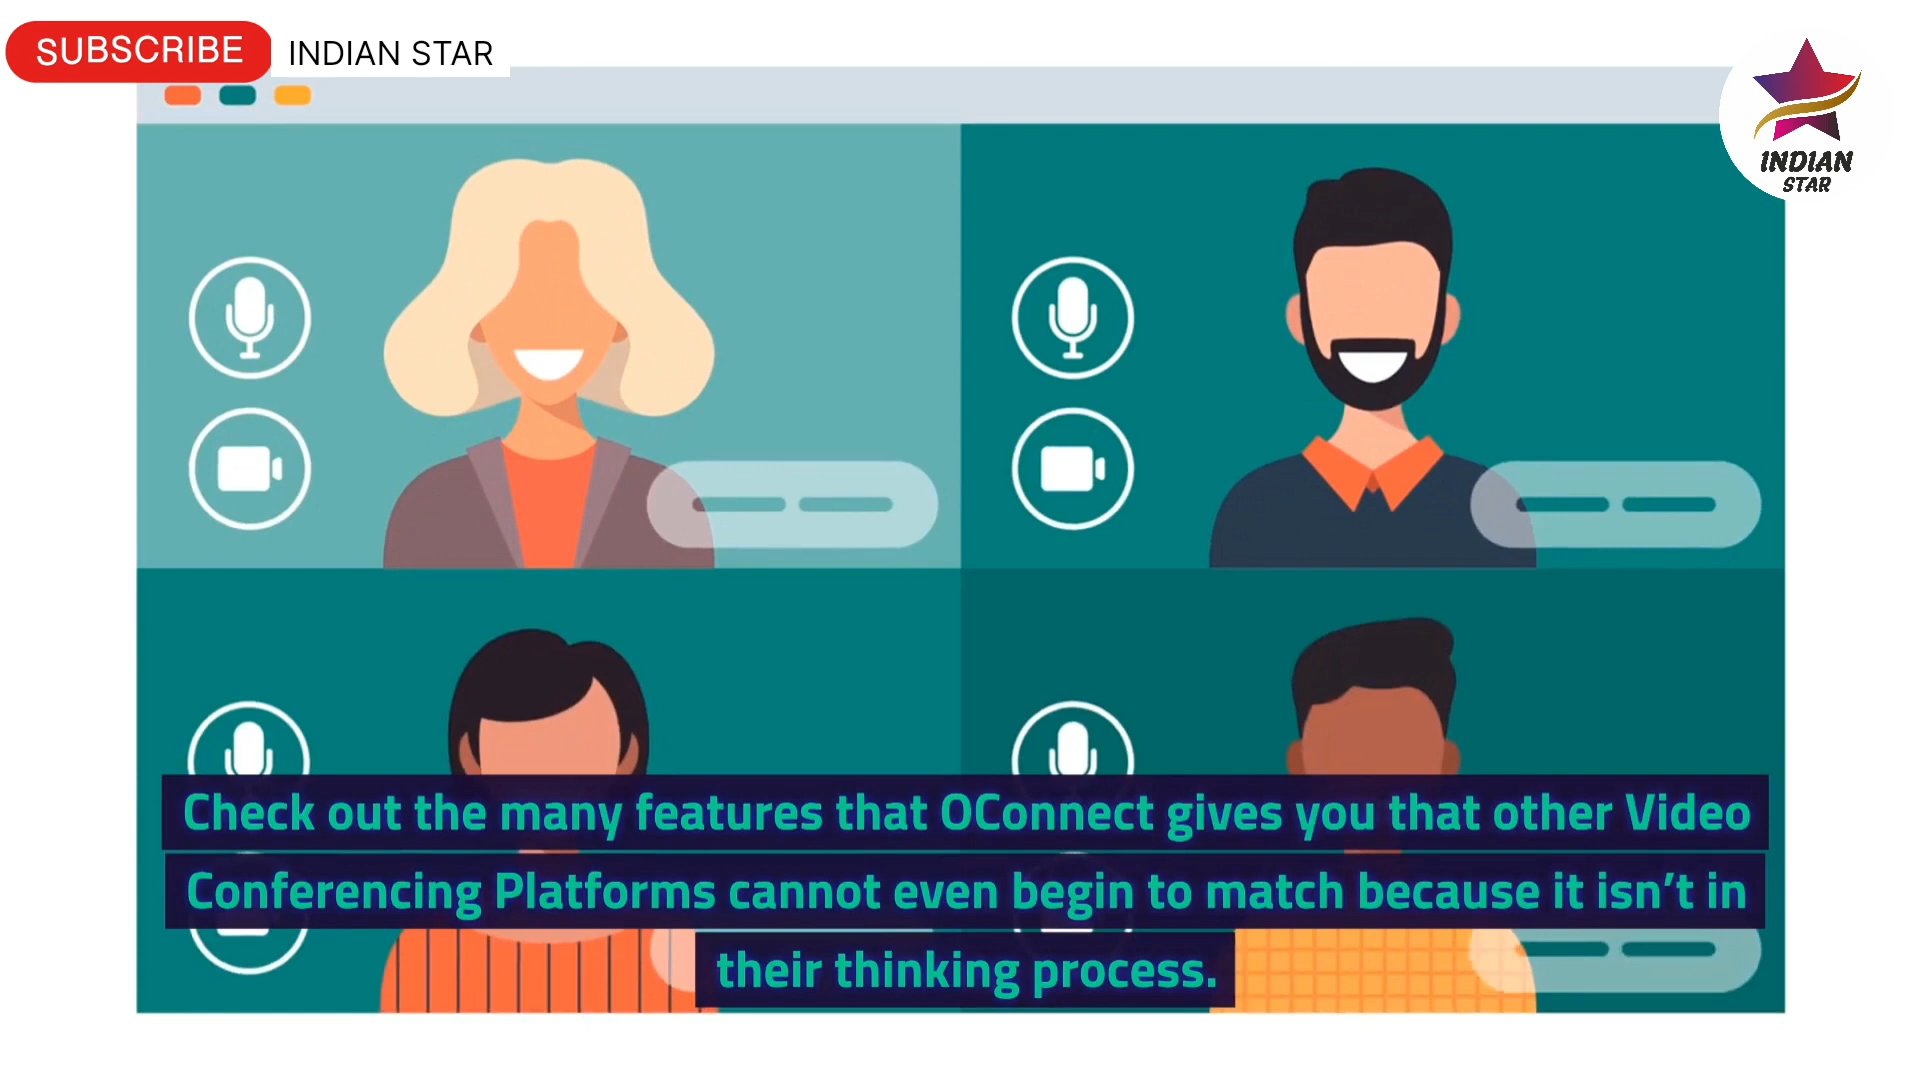 SUBSCRIBE
INDIAN STAR
INDIAN
STAR
Check out the many features that OConnect gives you that other Video
Conferencing Platforms cannot even begin to match because it isn’t in
their thinking process.